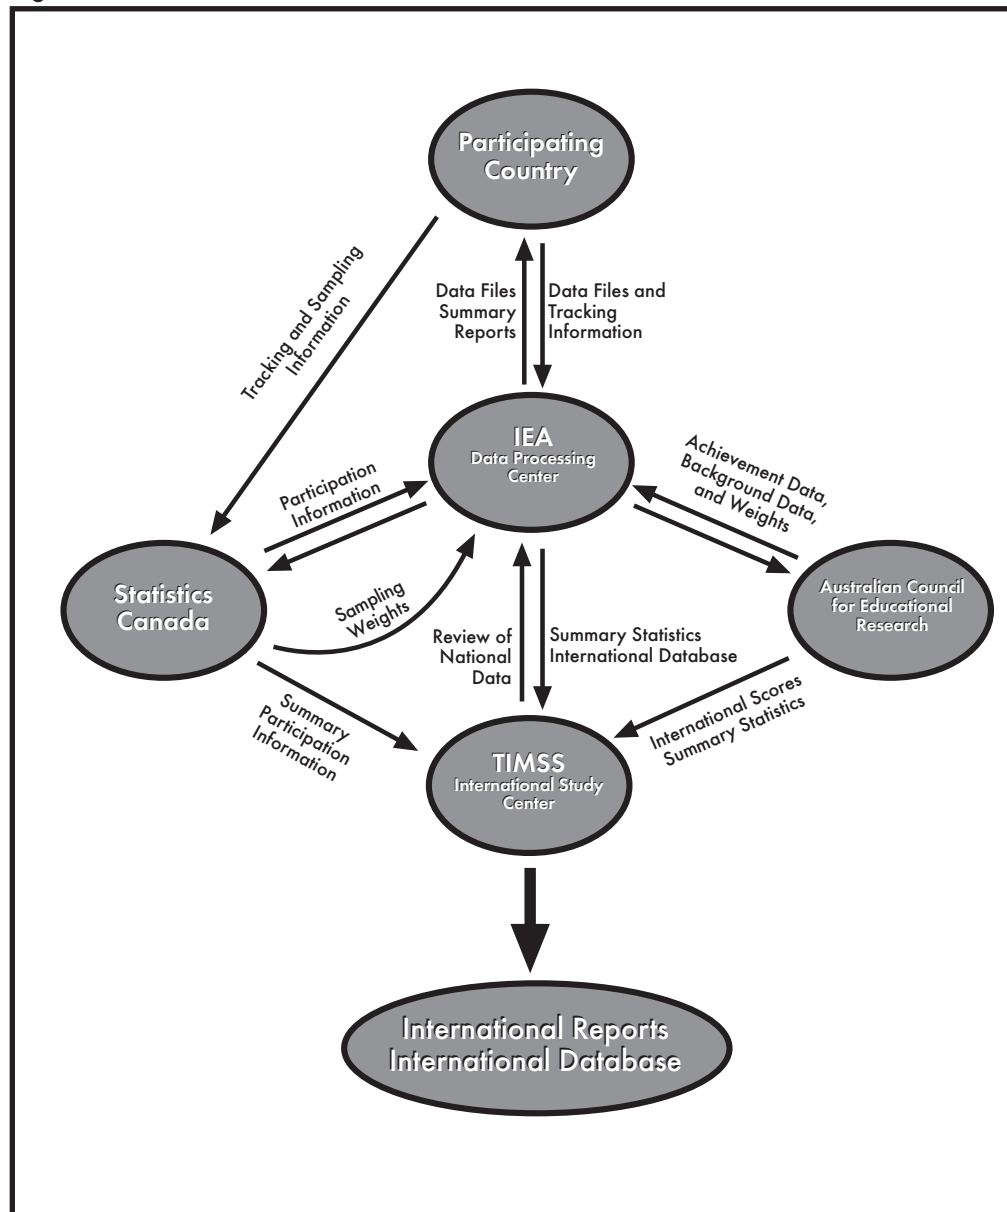 Participating
Country
Tracking and Sampling
Information
Data Files
Summary
Reports
Data Files and
Tracking
Information
IEA
Data Processing
Center
Participation
Information
Achievement Data,
Background Data,
and Weights
Statistics
Canada
Sampling
Weights
Australian Council
for Educational
Research
Review of
National
Data
Summary Statistics
International Database
Summary
Participation
Information
International Scores
Summary Statistics
TIMSS
International Study
Center
International Reports
International Database